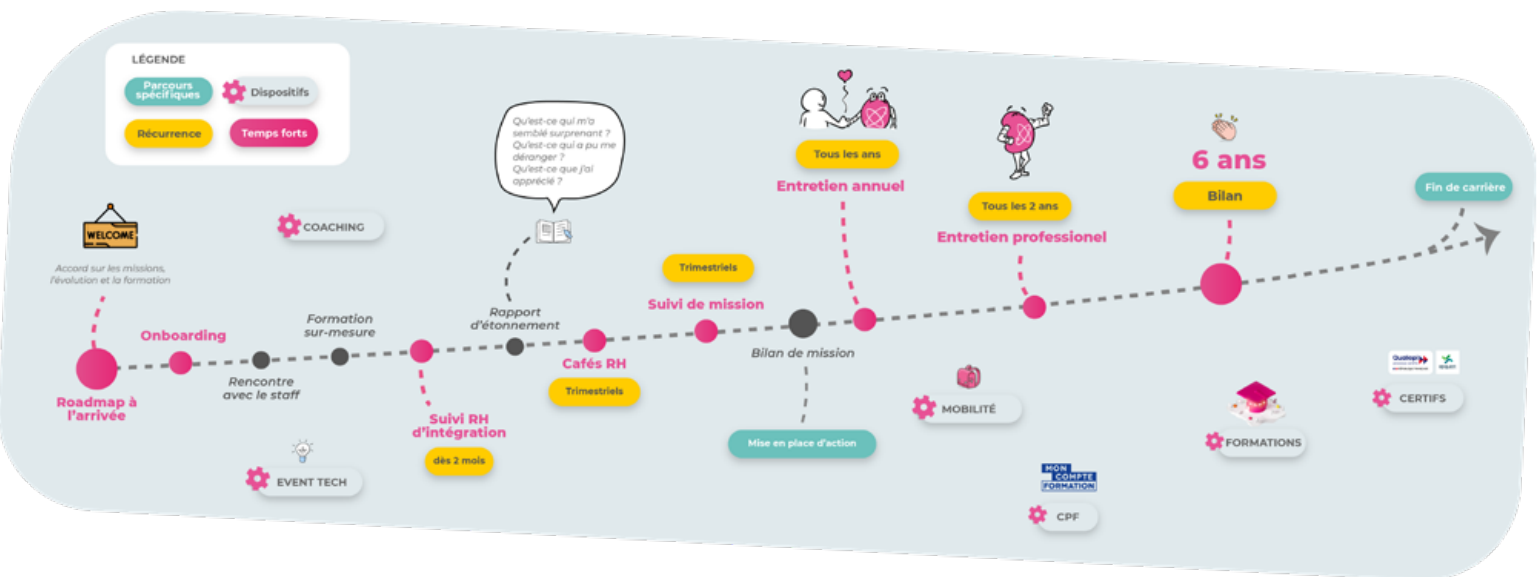 LÉGENDE
Parcours
spécifiques
Dispositifs
Récurrence
Temps forts
WELCOME
Accord sur les missions,
l'évolution et la formation
Roadmap à
l'arrivée
Onboarding
COACHING
Rencontre
avec le staff
Formation
sur-mesure
EVENT TECH
Suivi RH
d'intégration
dès 2 mois
Qu'est-ce qui m'a
semblé surprenant ?
Qu'est-ce qui a pu me
déranger ?
Qu'est-ce que j'ai
apprécié ?
Rapport
d'étonnement
Cafés RH
Trimestriels
Trimestriels
Suivi de mission
Bilan de mission
Mise en place d'action
Tous les ans
Entretien annuel
Tous les 2 ans
Entretien professionel
MOBILITÉ
MON
COMPTE
FORMATION
CPF
6 ans
Bilan
FORMATIONS
Qualiopi
CERTIFS
Fin de carrière